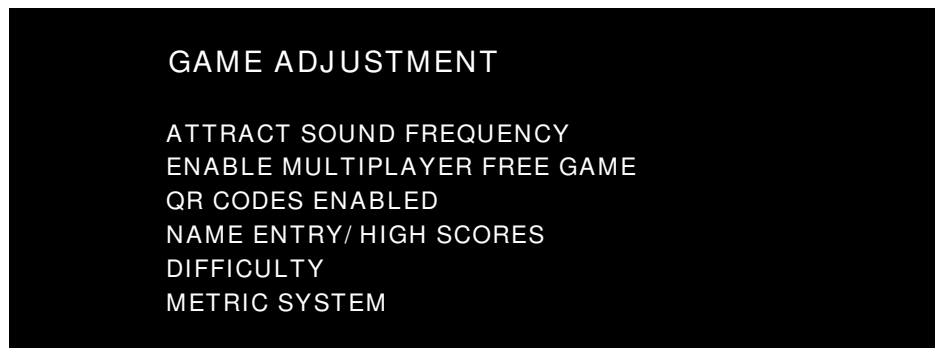 GAME ADJUSTMENT
ATTRACT SOUND FREQUENCY
ENABLE MULTIPLAYER FREE GAME
QR CODES ENABLED
NAME ENTRY/ HIGH SCORES
DIFFICULTY
METRIC SYSTEM